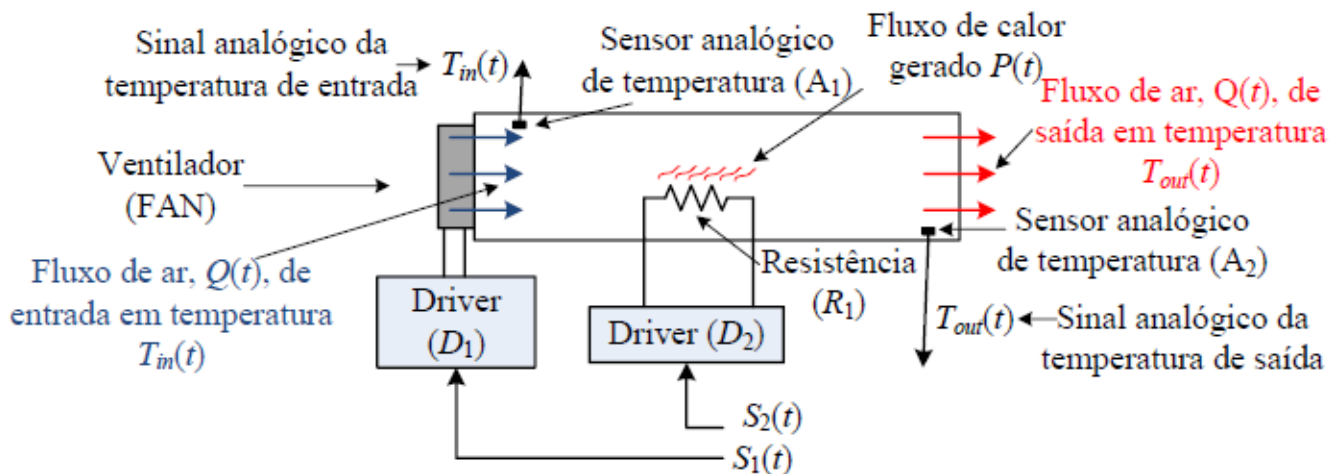 Sinal analógico da
temperatura de entrada
T_in(t)
Sensor analógico
de temperatura (A₁)
Fluxo de calor
gerado P(t)
Fluxo de ar, Q(t), de
saída em temperatura
T_out(t)
Ventilador
(FAN)
Sensor analógico
de temperatura (A₂)
Fluxo de ar, Q(t), de
entrada em temperatura
T_in(t)
Resistência
(R₁)
Driver
(D₁)
Driver (D₂)
T_out(t)
Sinal analógico da
temperatura de saída
S₂(t)
S₁(t)